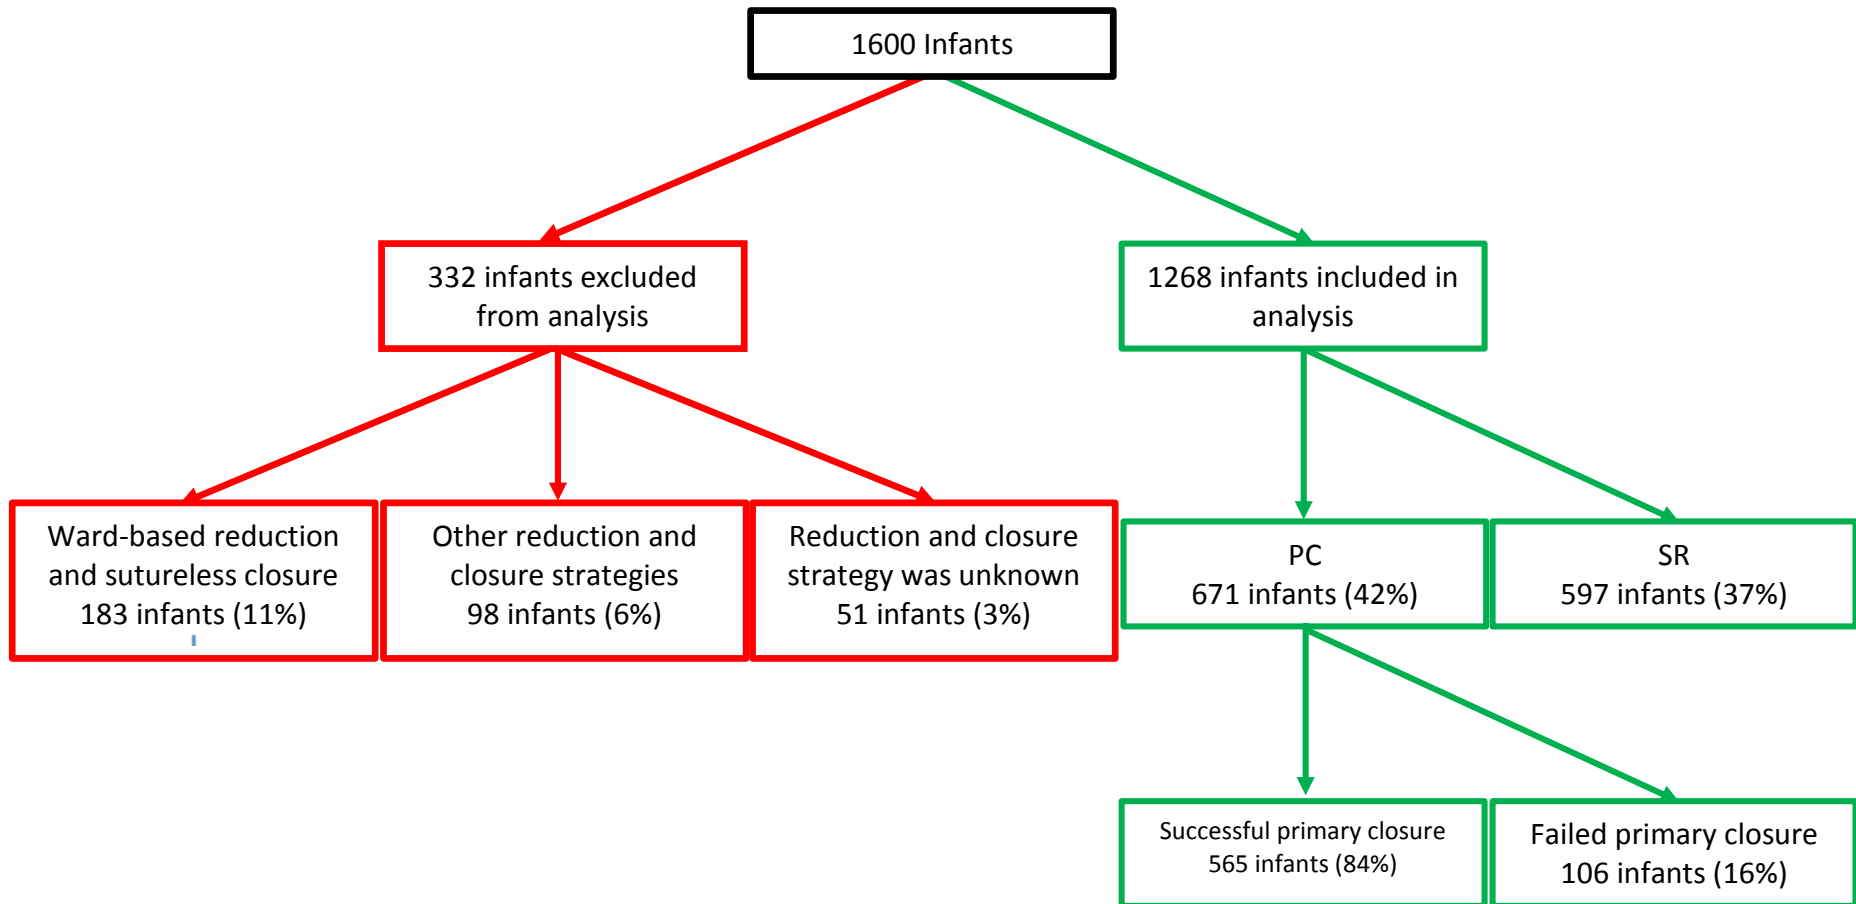 1600 Infants
332 infants excluded
from analysis
1268 infants included in
analysis
Ward-based reduction
and sutureless closure
183 infants (11%)
Other reduction and
closure strategies
98 infants (6%)
Reduction and closure
strategy was unknown
51 infants (3%)
PC
671 infants (42%)
SR
597 infants (37%)
Successful primary closure
565 infants (84%)
Failed primary closure
106 infants (16%)